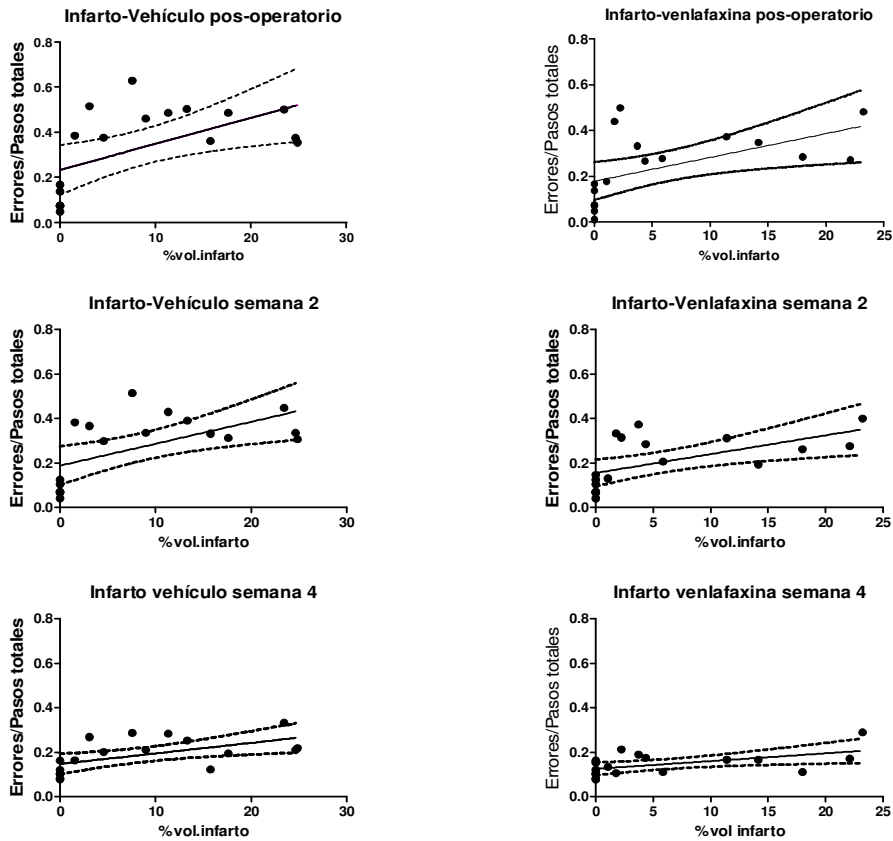 Infarto-Vehículo pos-operatorio
Errores/Pasos totales
0.8
0.6
0.4
0.2
0.0
0 10 20 30
%vol.infarto
Infarto-venlafaxina pos-operatorio
Errores/Pasos totales
0.8
0.6
0.4
0.2
0.0
0 5 10 15 20 25
%vol.infarto
Infarto-Vehículo semana 2
Errores/Pasos totales
0.8
0.6
0.4
0.2
0.0
0 10 20 30
%vol.infarto
Infarto-Venlafaxina semana 2
Errores/Pasos totales
0.8
0.6
0.4
0.2
0.0
0 5 10 15 20 25
%vol.infarto
Infarto vehículo semana 4
Errores/Pasos totales
0.8
0.6
0.4
0.2
0.0
0 10 20 30
%vol.infarto
Infarto venlafaxina semana 4
Errores/Pasos totales
0.8
0.6
0.4
0.2
0.0
0 5 10 15 20 25
%vol infarto